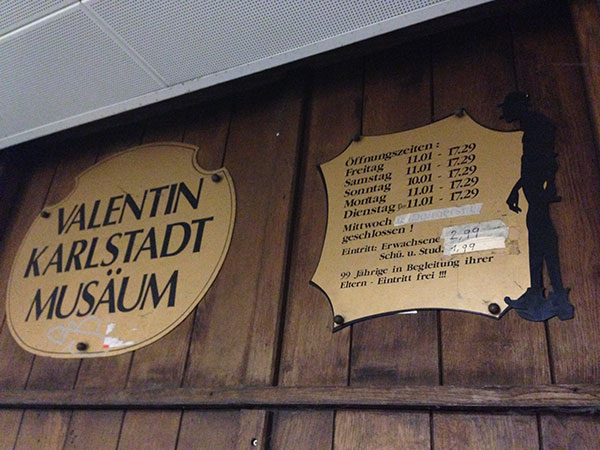 VALENTIN
KARLSTADT
MUSÄUM
Öffnungszeiten:
Freitag 11.01 - 17.29
Samstag 11.01 - 17.29
Sonntag 10.01 - 17.29
Montag 11.01 - 17.29
Dienstag 11.01 - 17.29
Mittwoch
geschlossen !
Eintritt: Erwachsene 2,99
Schü. u. Stud. 1,99
99 Jährige in Begleitung ihrer
Eltern - Eintritt frei !!!